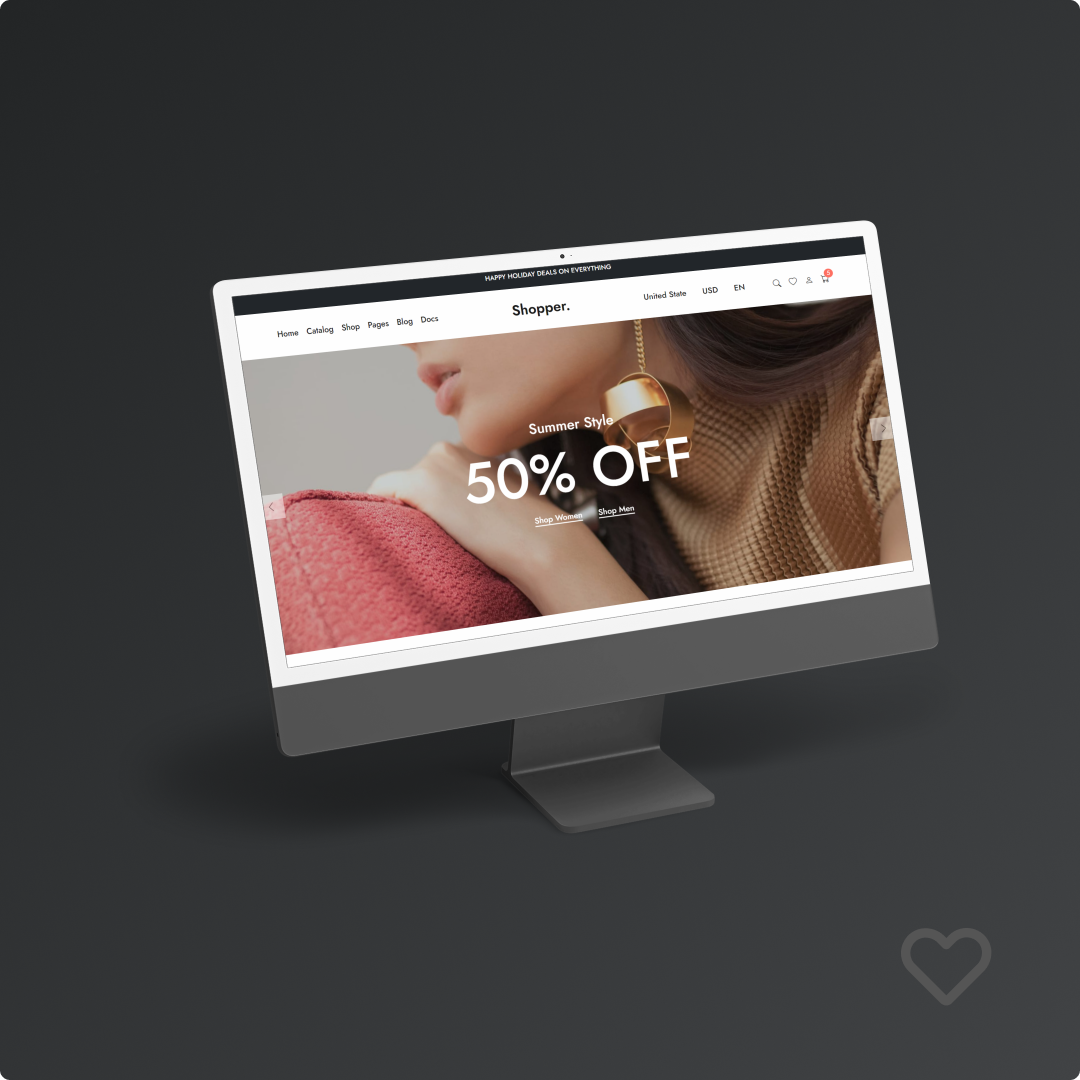 HAPPY HOLIDAY DEALS ON EVERYTHING
Home Catalog Shop Pages Blog Docs
Shopper.
United State USD EN
5
Summer Style
50% OFF
Shop Women Shop Men